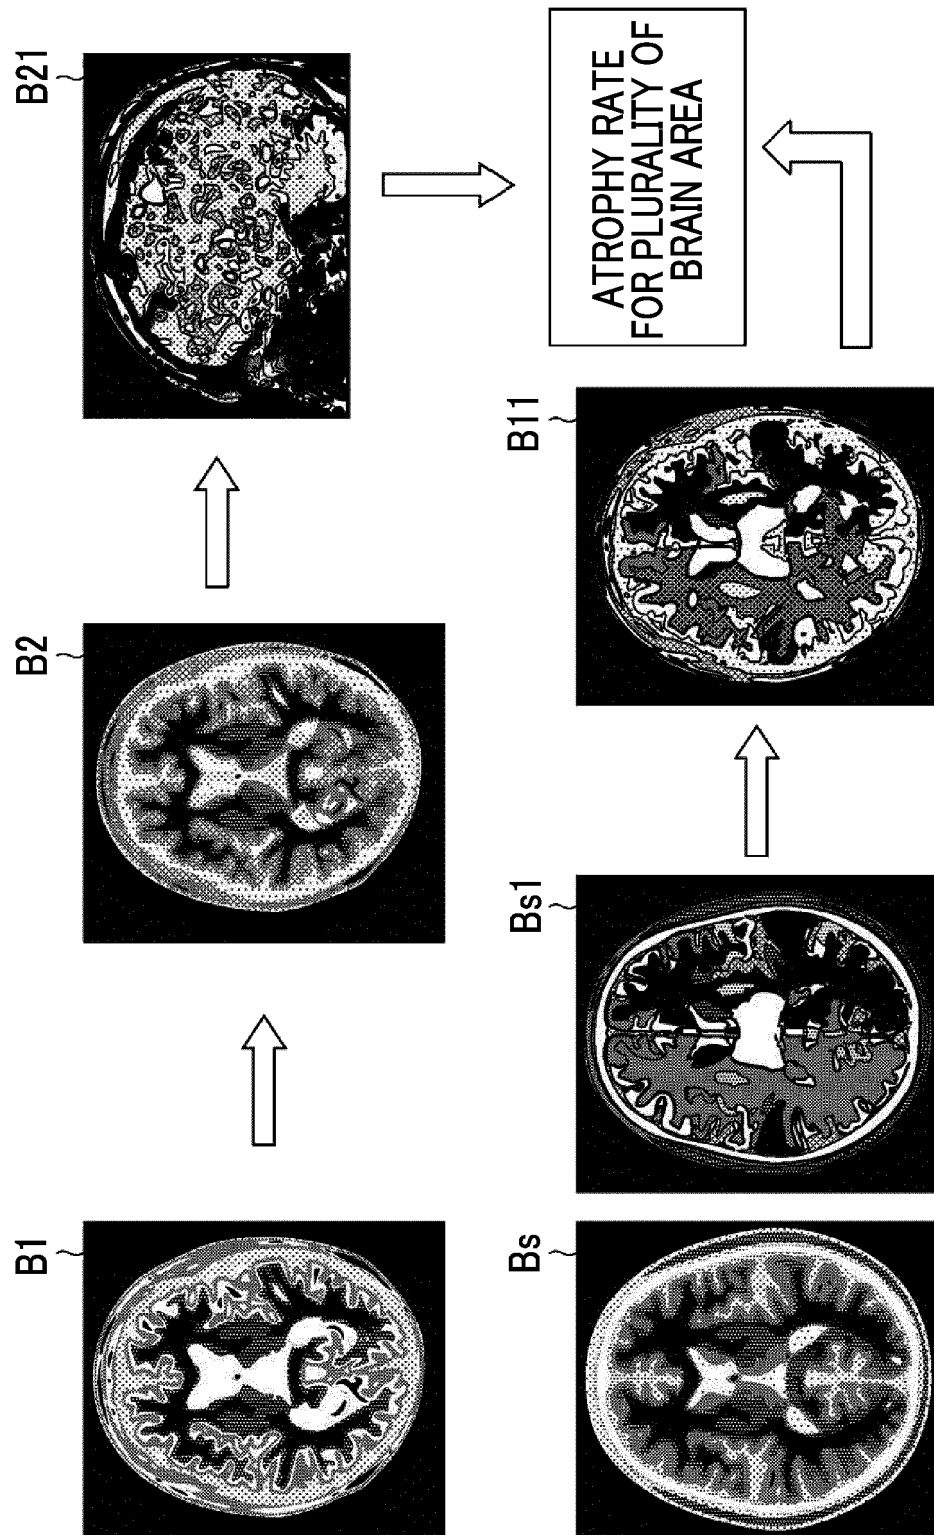 B1
B2
B21
Bs
Bs1
B11
ATROPHY RATE
FOR PLURALITY OF
BRAIN AREA